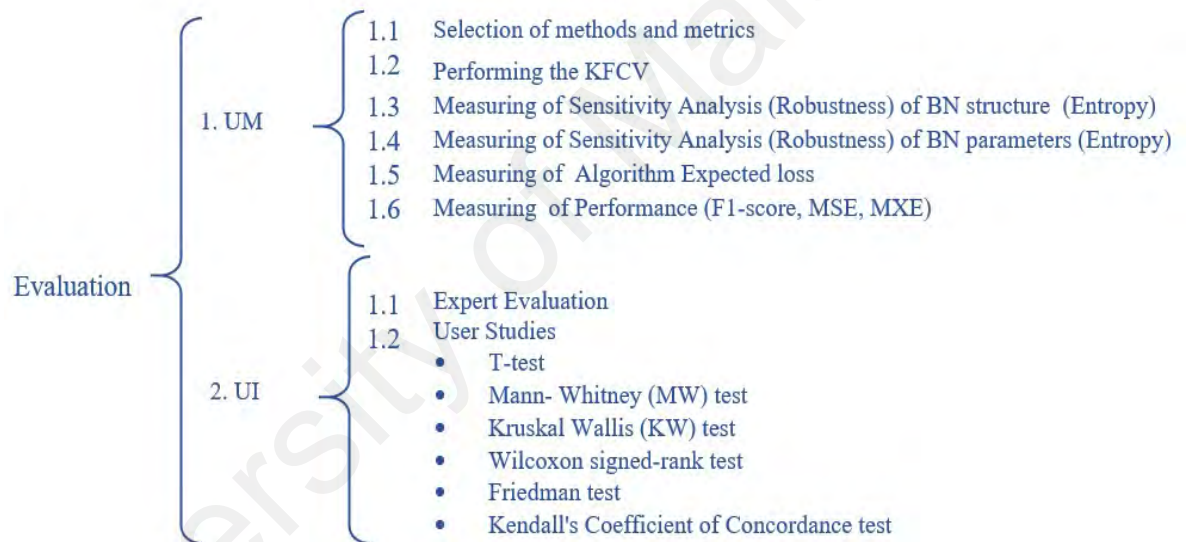 1.1 Selection of methods and metrics
1.2 Performing the KFCV
1.3 Measuring of Sensitivity Analysis (Robustness) of BN structure (Entropy)
1. UM
1.4 Measuring of Sensitivity Analysis (Robustness) of BN parameters (Entropy)
1.5 Measuring of Algorithm Expected loss
1.6 Measuring of Performance (F1-score, MSE, MXE)
Evaluation
1.1 Expert Evaluation
1.2 User Studies
• T-test
2. UI
• Mann- Whitney (MW) test
• Kruskal Wallis (KW) test
• Wilcoxon signed-rank test
• Friedman test
• Kendall's Coefficient of Concordance test
ersity of Ma